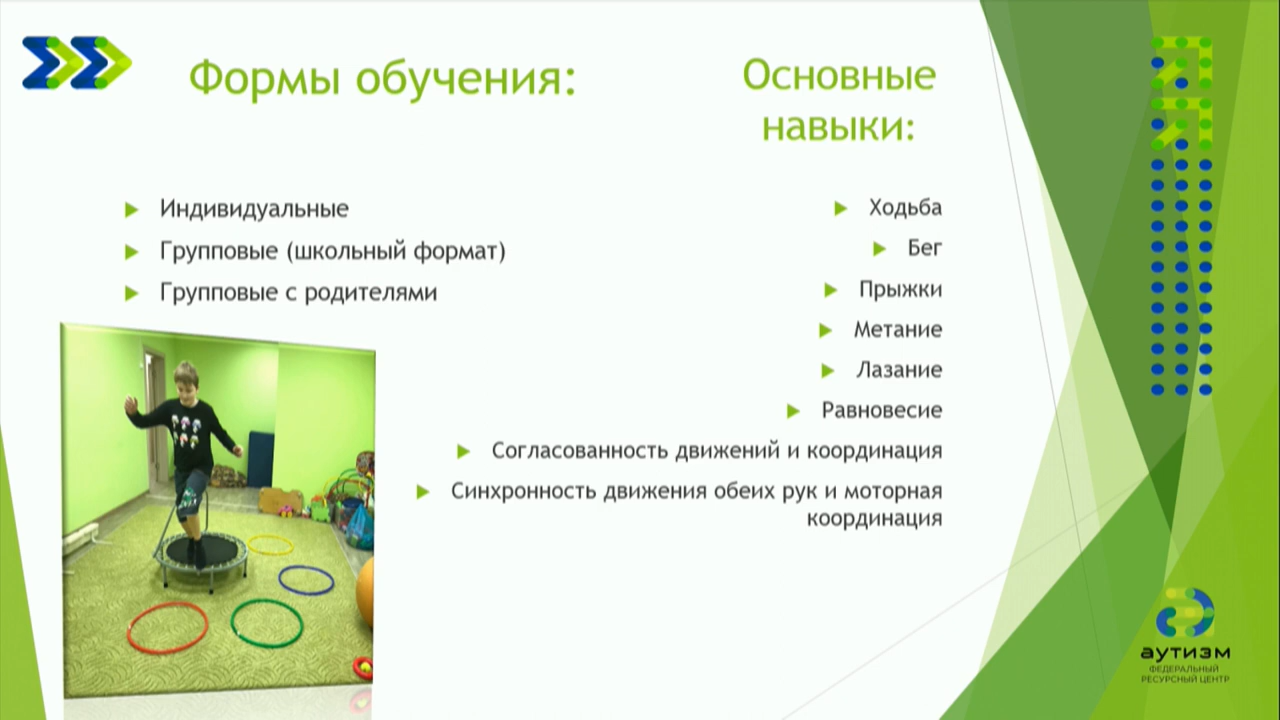 Формы обучения:
Индивидуальные
Групповые (школьный формат)
Групповые с родителями
Основные
навыки:
Ходьба
Бег
Прыжки
Метание
Лазание
Равновесие
Согласованность движений и координация
Синхронность движения обеих рук и моторная
координация
аутизм
ФЕДЕРАЛЬНЫЙ
РЕСУРСНЫЙ ЦЕНТР